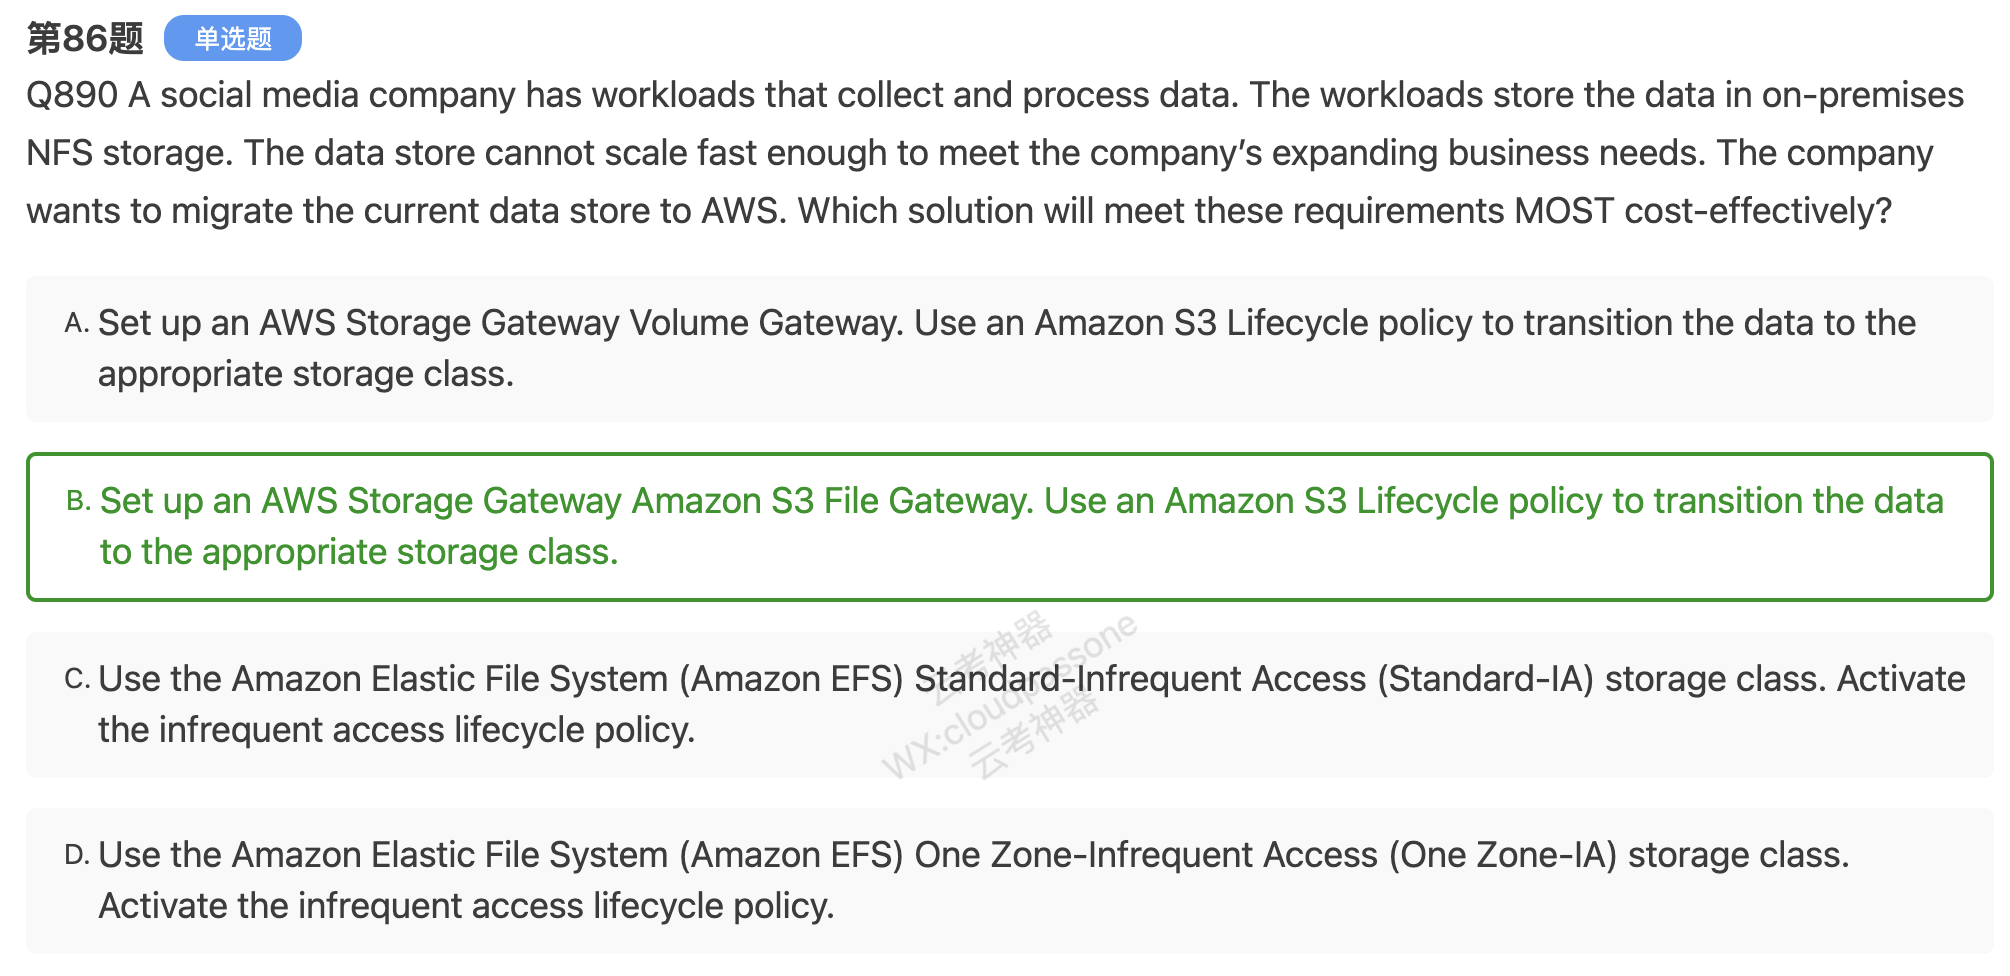 第86题 单选题
Q890 A social media company has workloads that collect and process data. The workloads store the data in on-premises
NFS storage. The data store cannot scale fast enough to meet the company’s expanding business needs. The company
wants to migrate the current data store to AWS. Which solution will meet these requirements MOST cost-effectively?
A. Set up an AWS Storage Gateway Volume Gateway. Use an Amazon S3 Lifecycle policy to transition the data to the
appropriate storage class.
B. Set up an AWS Storage Gateway Amazon S3 File Gateway. Use an Amazon S3 Lifecycle policy to transition the data
to the appropriate storage class.
云考神器
WX:cloudpassone
云考神器
C. Use the Amazon Elastic File System (Amazon EFS) Standard-Infrequent Access (Standard-IA) storage class. Activate
the infrequent access lifecycle policy.
D. Use the Amazon Elastic File System (Amazon EFS) One Zone-Infrequent Access (One Zone-IA) storage class.
Activate the infrequent access lifecycle policy.